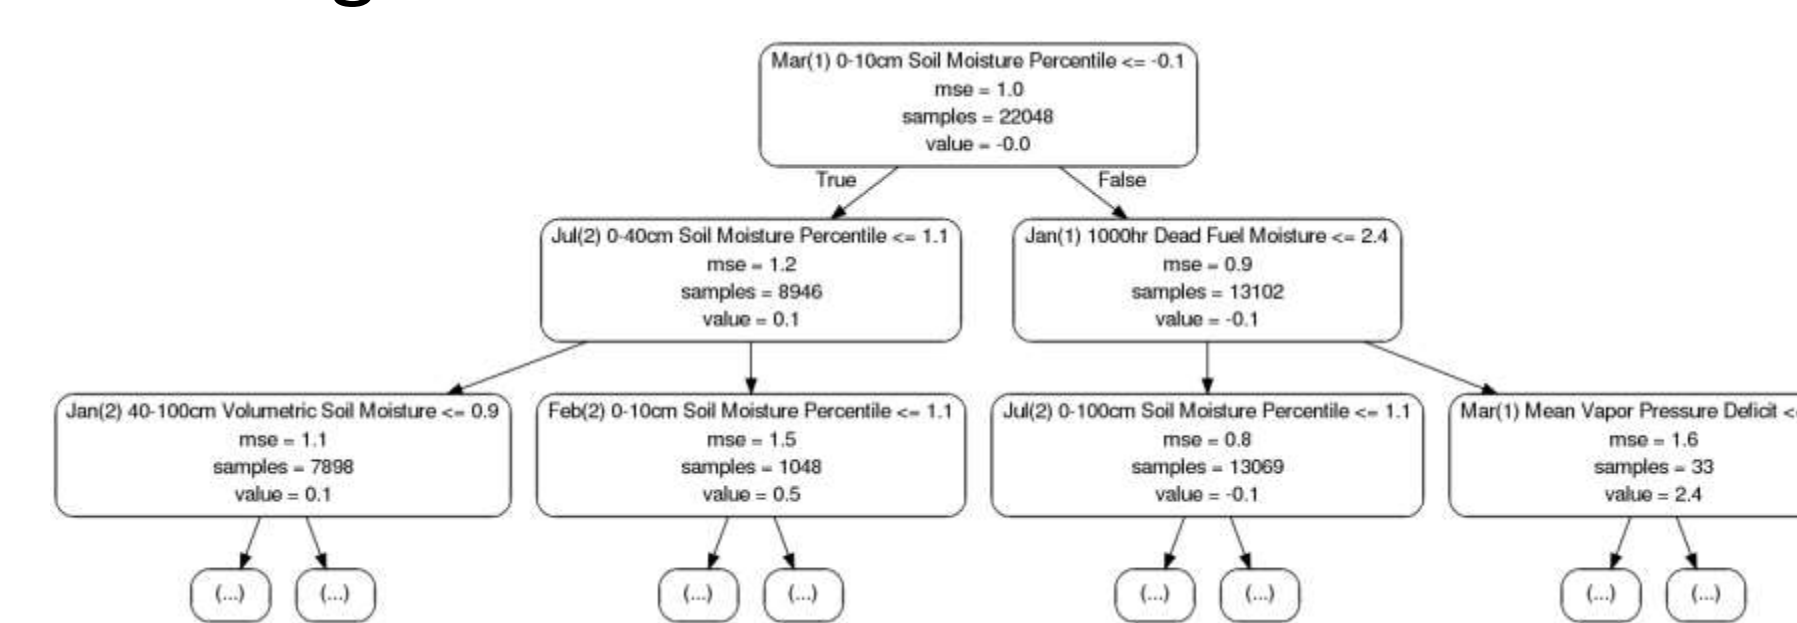 Mar(1) 0-10cm Soil Moisture Percentile <= -0.1
mse = 1.0
samples = 22048
value = -0.0
True
False
Jul(2) 0-40cm Soil Moisture Percentile <= 1.1
mse = 1.2
samples = 8946
value = 0.1
Jan(1) 1000hr Dead Fuel Moisture <= 2.4
mse = 0.9
samples = 13102
value = -0.1
Jan(2) 40-100cm Volumetric Soil Moisture <= 0.9
mse = 1.1
samples = 7898
value = 0.1
Feb(2) 0-10cm Soil Moisture Percentile <= 1.1
mse = 1.5
samples = 1048
value = 0.5
Jul(2) 0-100cm Soil Moisture Percentile <= 1.1
mse = 0.8
samples = 13069
value = -0.1
Mar(1) Mean Vapor Pressure Deficit <
mse = 1.6
samples = 33
value = 2.4
(...)
(...)
(...)
(...)
(...)
(...)
(...)
(...)